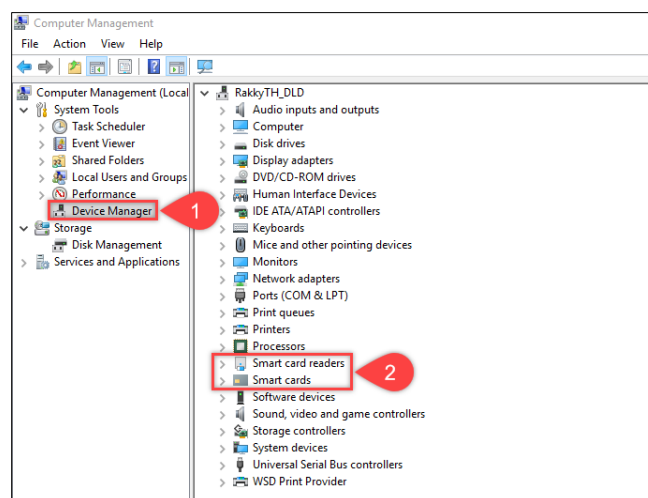 Computer Management
File Action View Help
Computer Management (Local
System Tools
Task Scheduler
Event Viewer
Shared Folders
Local Users and Groups
Performance
Device Manager
1
Storage
Disk Management
Services and Applications
RakkyTH_DLD
Audio inputs and outputs
Computer
Disk drives
Display adapters
DVD/CD-ROM drives
Human Interface Devices
IDE ATA/ATAPI controllers
Keyboards
Mice and other pointing devices
Monitors
Network adapters
Ports (COM & LPT)
Print queues
Printers
Processors
Smart card readers
Smart cards
2
Software devices
Sound, video and game controllers
Storage controllers
System devices
Universal Serial Bus controllers
WSD Print Provider